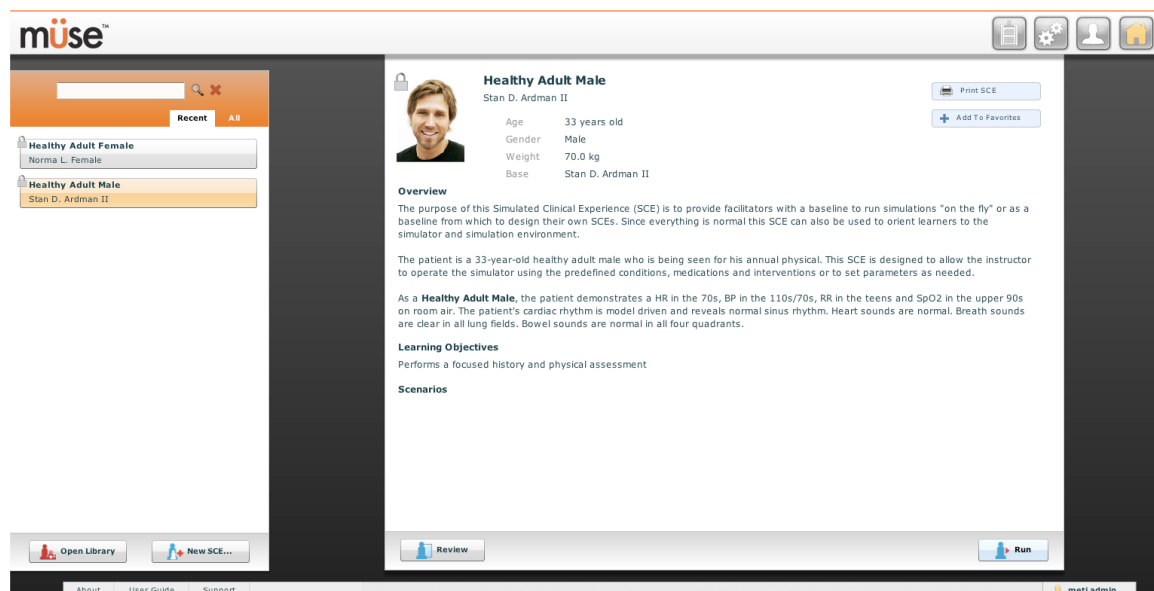 müse™
Recent All
Healthy Adult Female
Norma L. Female
Healthy Adult Male
Stan D. Ardman II
Open Library
New SCE...
Healthy Adult Male
Stan D. Ardman II
Age 33 years old
Gender Male
Weight 70.0 kg
Base Stan D. Ardman II
Print SCE
Add To Favorites
Overview
The purpose of this Simulated Clinical Experience (SCE) is to provide facilitators with a baseline to run simulations "on the fly" or as a
baseline from which to design their own SCEs. Since everything is normal this SCE can also be used to orient learners to the
simulator and simulation environment.
The patient is a 33-year-old healthy adult male who is being seen for his annual physical. This SCE is designed to allow the instructor
to operate the simulator using the predefined conditions, medications and interventions or to set parameters as needed.
As a Healthy Adult Male, the patient demonstrates a HR in the 70s, BP in the 110s/70s, RR in the teens and SpO2 in the upper 90s
on room air. The patient's cardiac rhythm is model driven and reveals normal sinus rhythm. Heart sounds are normal. Breath sounds
are clear in all lung fields. Bowel sounds are normal in all four quadrants.
Learning Objectives
Performs a focused history and physical assessment
Scenarios
Review
Run
About User Guide Support
meti admin